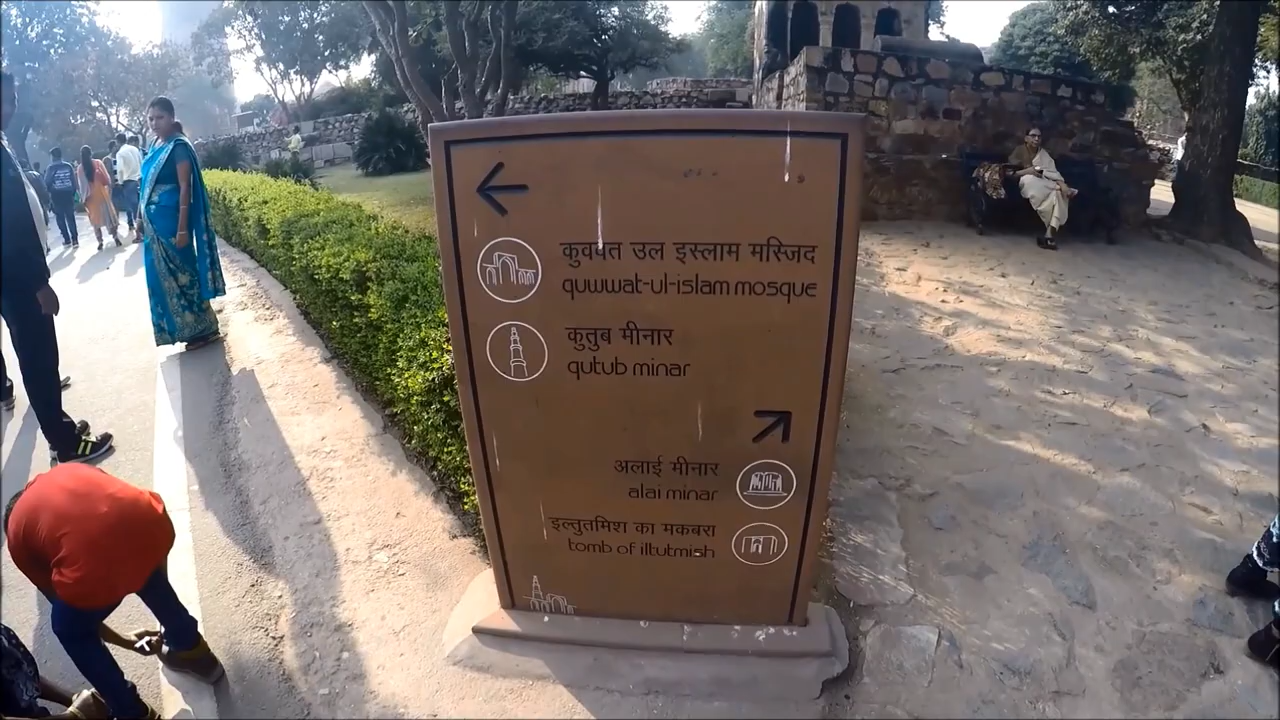 कुवत उल इस्लाम मस्जिद
quwwat-ul-islam mosque
कुतुब मीनार
qutub minar
अलाई मीनार
alai minar
इल्तुतमिश का मकबरा
tomb of iltutmish